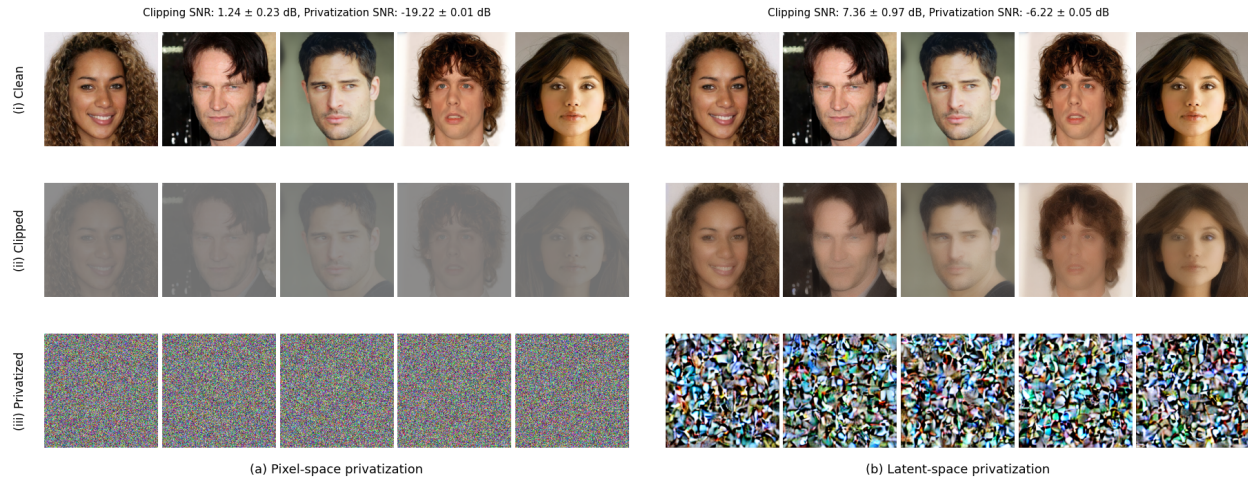 Clipping SNR: 1.24 ± 0.23 dB, Privatization SNR: -19.22 ± 0.01 dB
Clipping SNR: 7.36 ± 0.97 dB, Privatization SNR: -6.22 ± 0.05 dB
(i) Clean
(ii) Clipped
(iii) Privatized
(a) Pixel-space privatization
(b) Latent-space privatization